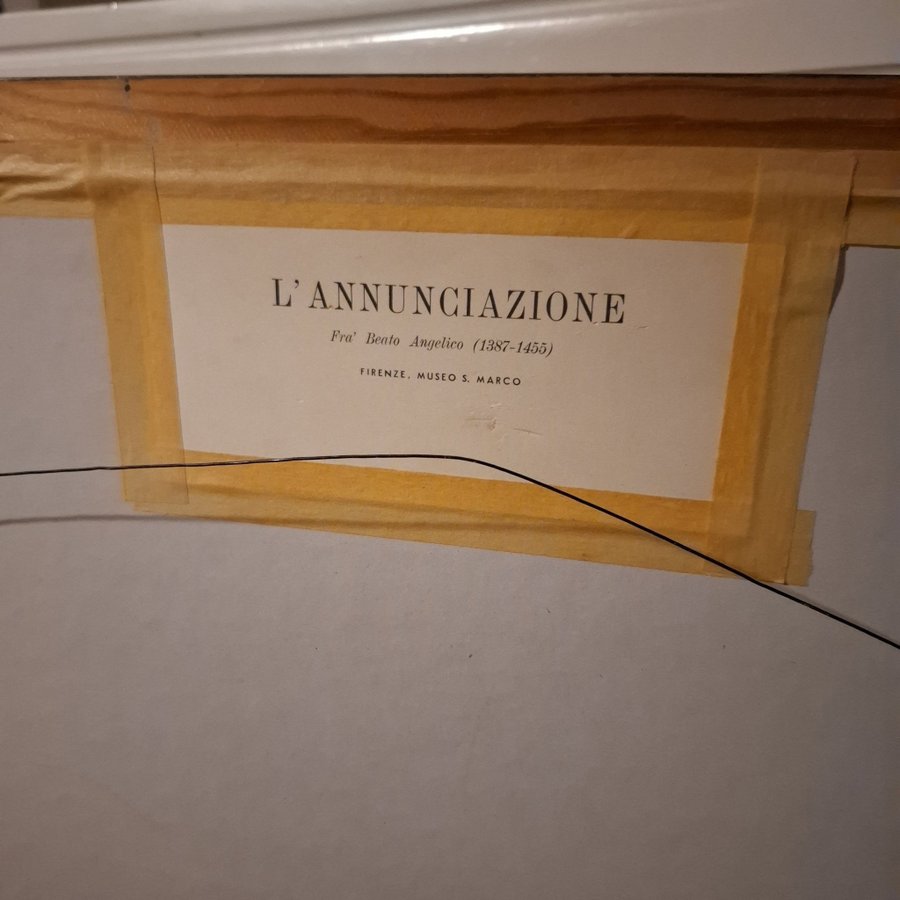 L' ANNUNCIAZIONE
Fra' Beato Angelico (1387-1455)
FIRENZE, MUSEO S. MARCO